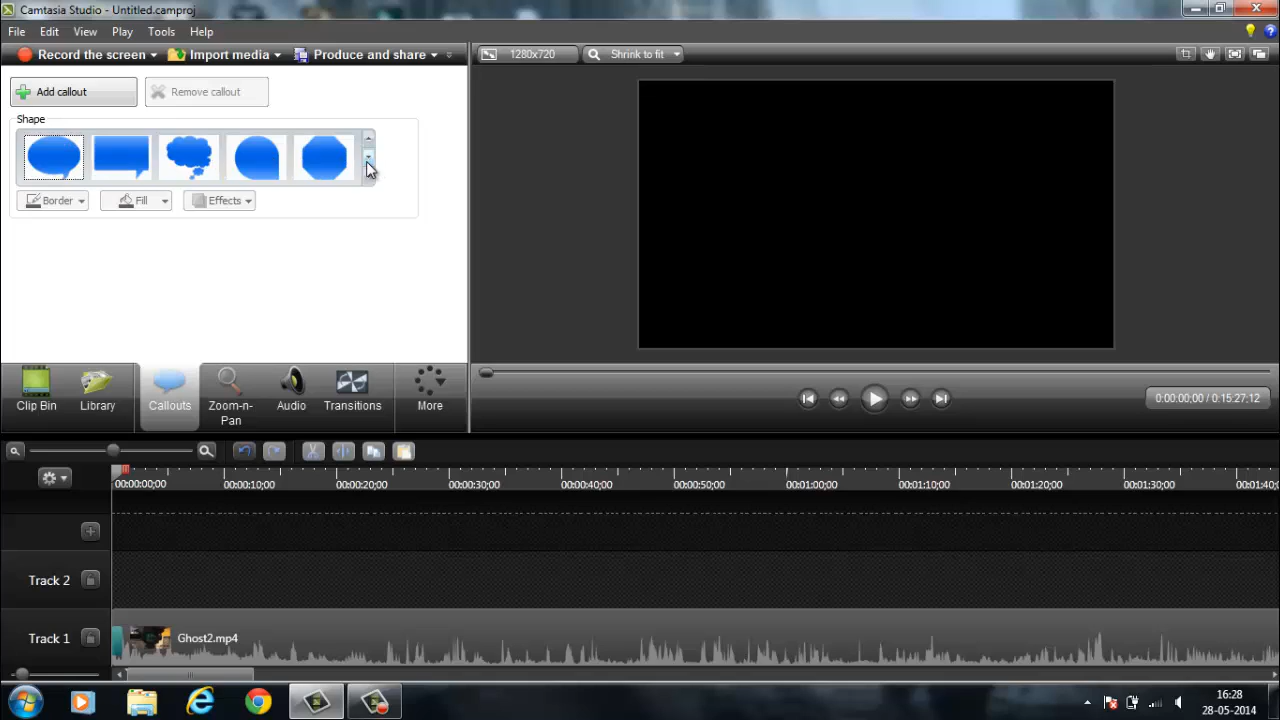 Camtasia Studio - Untitled.camproj
File Edit View Play Tools Help
Record the screen Import media Produce and share 1280x720 Shrink to fit
Add callout Remove callout
Shape
Border Fill Effects
Clip Bin Library Callouts Zoom-n-Pan Audio Transitions More
0:00:00;00 / 0:15:27;12
00:00:00;00 00:00:10;00 00:00:20;00 00:00:30;00 00:00:40;00 00:00:50;00 00:01:00;00 00:01:10;00 00:01:20;00 00:01:30;00 00:01:40;
Track 2
Track 1 Ghost2.mp4
16:28
28-05-2014